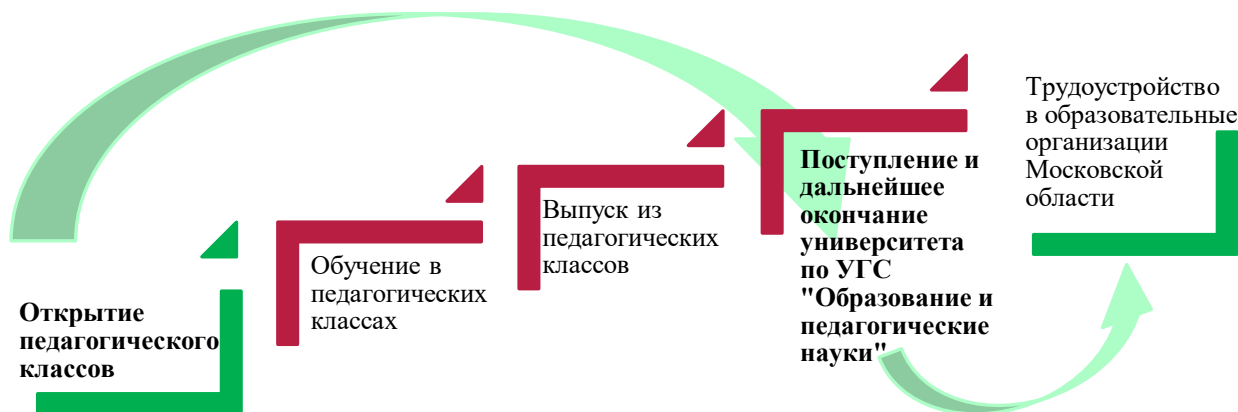 Открытие
педагогического
классов
Обучение в
педагогических
классах
Выпуск из
педагогических
классов
Поступление и
дальнейшее
окончание
университета
по УГС
"Образование и
педагогические
науки"
Трудоустройство
в образовательные
организации
Московской
области